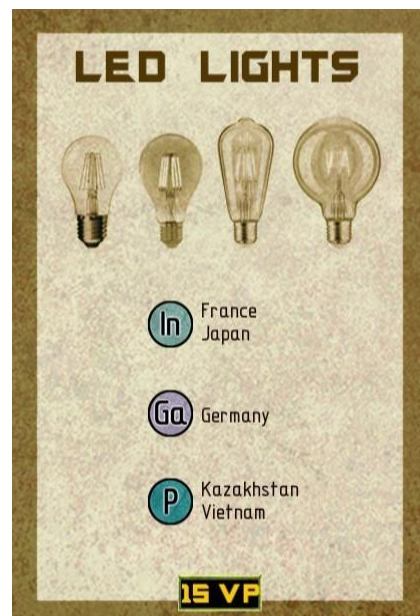 LED LIGHTS
In
France
Japan
Ga
Germany
P
Kazakhstan
Vietnam
15 VP